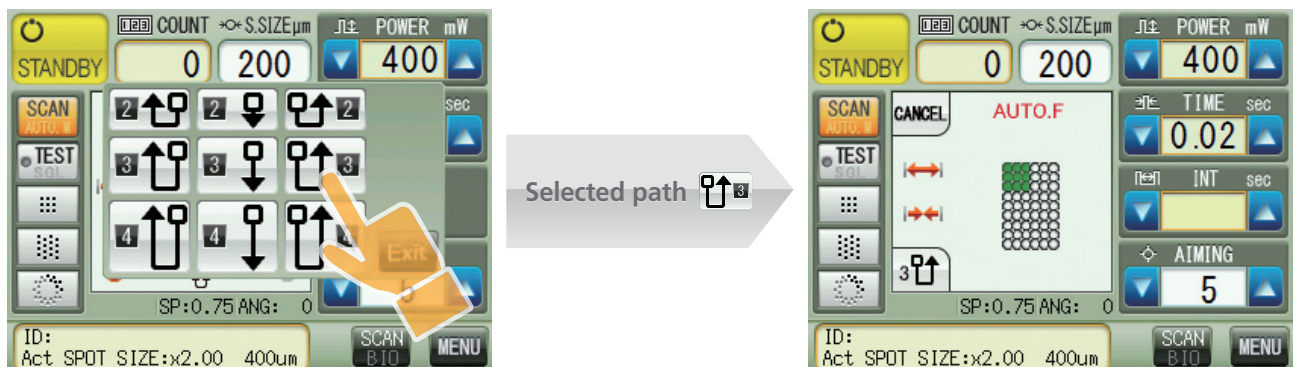 COUNT S.SIZEµm POWER mW
STANDBY 0 200 400
SCAN
AUTO. M
sec
2 2 2
TEST
SGL
3 3 3
4 4 4
Exit
5
SP:0.75 ANG: 0
ID:
Act SPOT SIZE:x2.00 400um
SCAN
BIO
MENU
Selected path 3
COUNT S.SIZEµm POWER mW
STANDBY 0 200 400
SCAN
AUTO. M
CANCEL AUTO.F
TIME sec
0.02
TEST
SGL
INT sec
AIMING
3
5
SP:0.75 ANG: 0
ID:
Act SPOT SIZE:x2.00 400um
SCAN
BIO
MENU